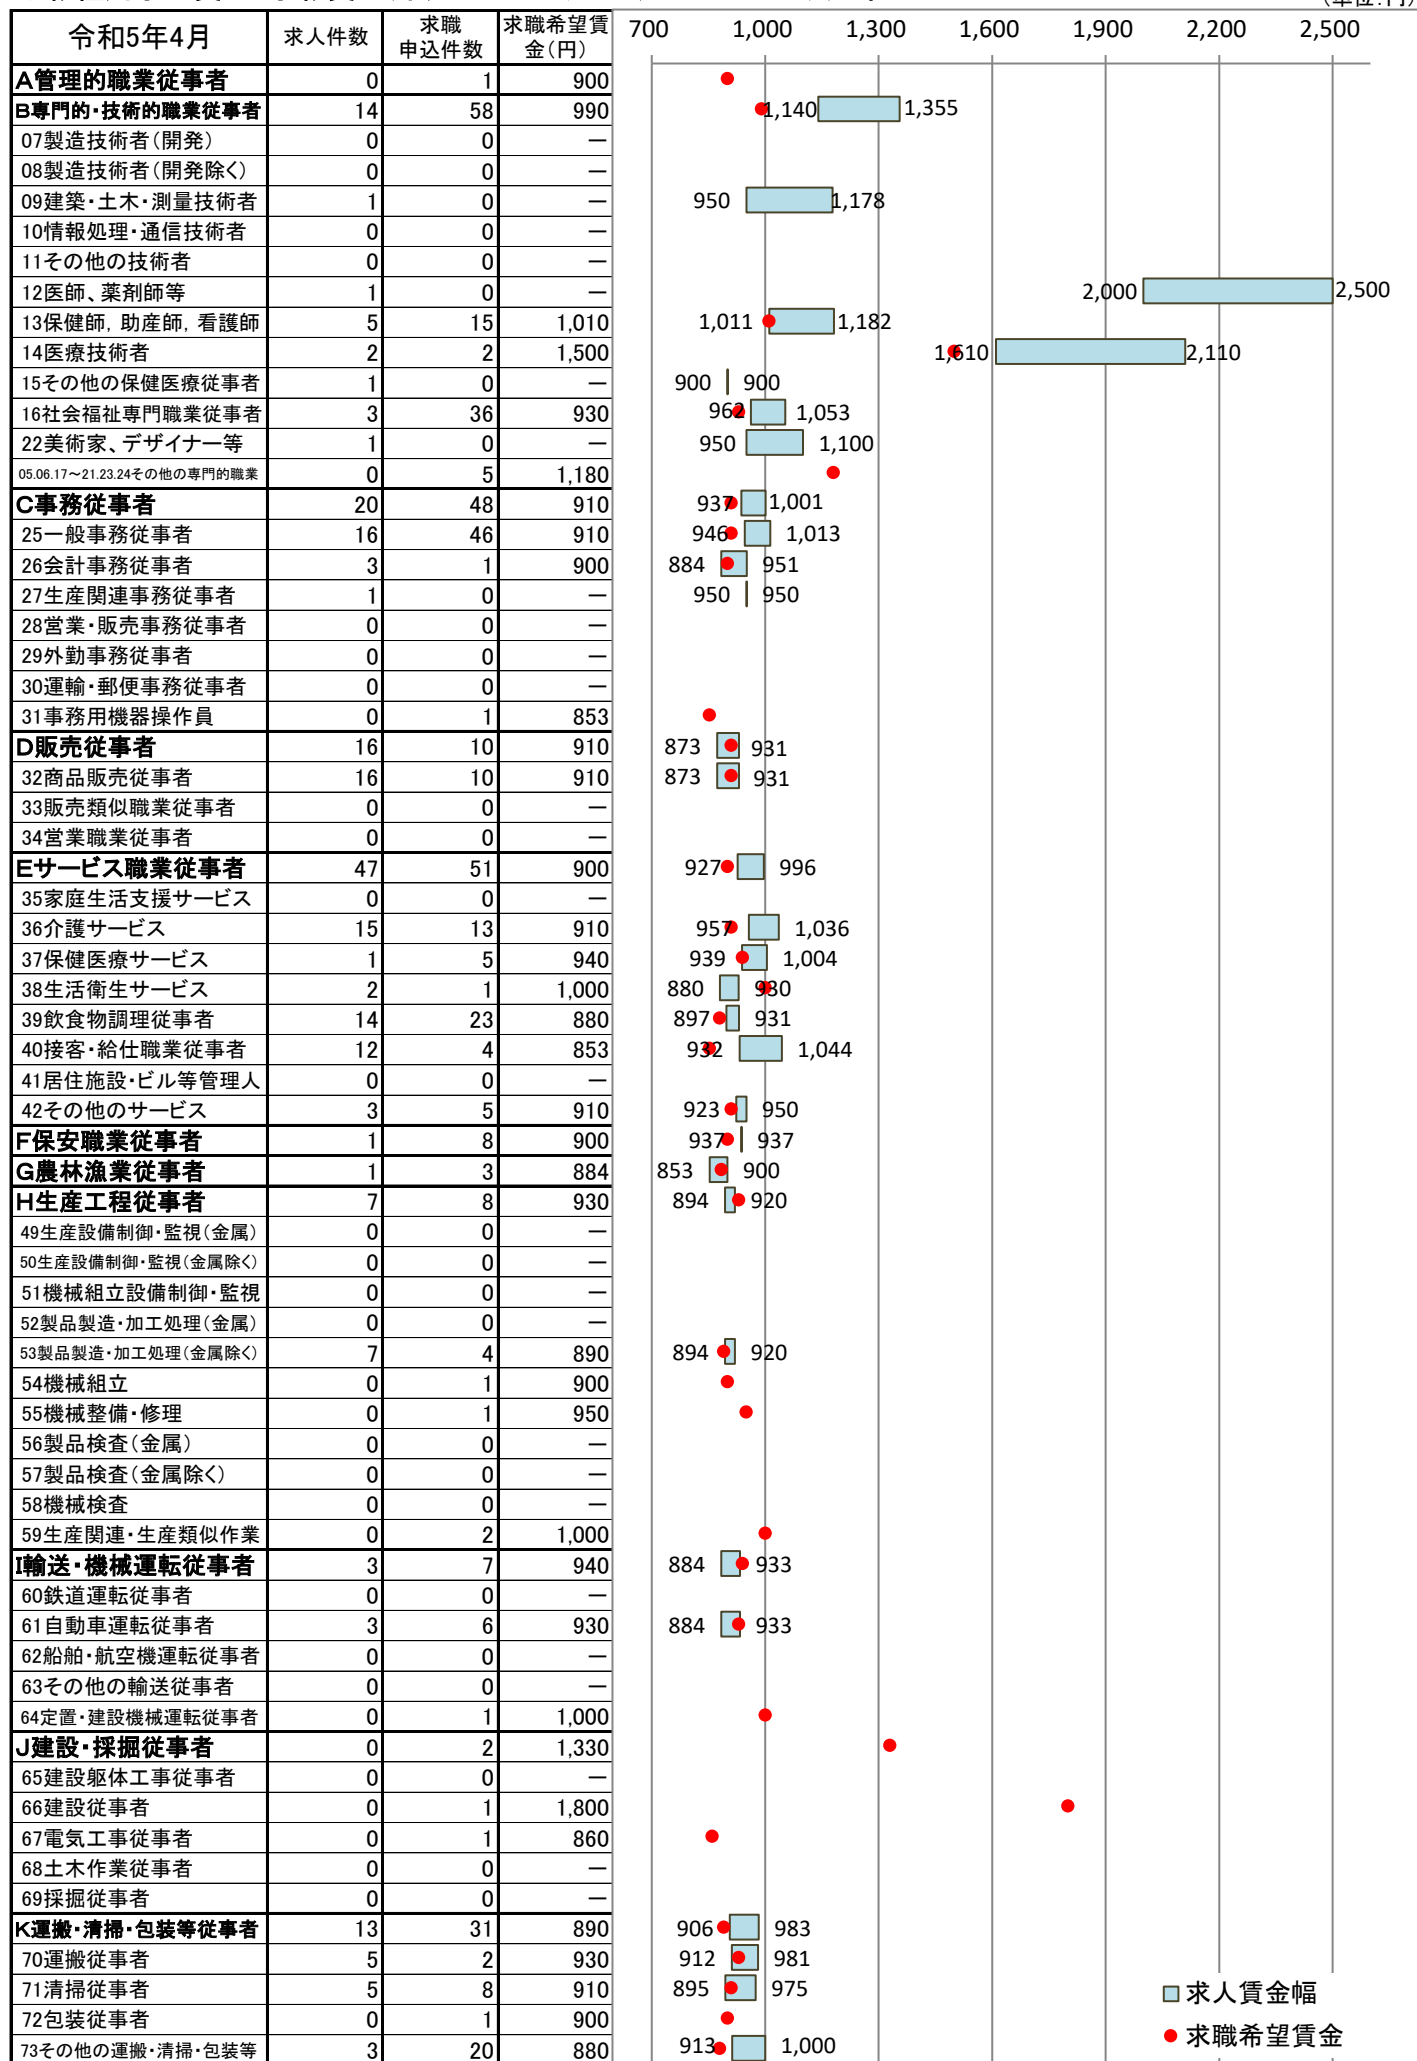 (単位:円)
令和5年4月 求人件数 求職申込件数 求職希望賃金(円) 700 1,000 1,300 1,600 1,900 2,200 2,500
A管理的職業従事者 0 1 900
B専門的・技術的職業従事者 14 58 990 1,140 1,355
07製造技術者(開発) 0 0 ―
08製造技術者(開発除く) 0 0 ―
09建築・土木・測量技術者 1 0 ― 950 1,178
10情報処理・通信技術者 0 0 ―
11その他の技術者 0 0 ―
12医師、薬剤師等 1 0 ― 2,000 2,500
13保健師,助産師,看護師 5 15 1,010 1,011 1,182
14医療技術者 2 2 1,500 1,610 2,110
15その他の保健医療従事者 1 0 ― 900 900
16社会福祉専門職業従事者 3 36 930 962 1,053
22美術家、デザイナー等 1 0 ― 950 1,100
05.06.17~21.23.24その他の専門的職業 0 5 1,180
C事務従事者 20 48 910 937 1,001
25一般事務従事者 16 46 910 946 1,013
26会計事務従事者 3 1 900 884 951
27生産関連事務従事者 1 0 ― 950 950
28営業・販売事務従事者 0 0 ―
29外勤事務従事者 0 0 ―
30運輸・郵便事務従事者 0 0 ―
31事務用機器操作員 0 1 853
D販売従事者 16 10 910 873 931
32商品販売従事者 16 10 910 873 931
33販売類似職業従事者 0 0 ―
34営業職業従事者 0 0 ―
Eサービス職業従事者 47 51 900 927 996
35家庭生活支援サービス 0 0 ―
36介護サービス 15 13 910 957 1,036
37保健医療サービス 1 5 940 939 1,004
38生活衛生サービス 2 1 1,000 880 930
39飲食物調理従事者 14 23 880 897 931
40接客・給仕職業従事者 12 4 853 932 1,044
41居住施設・ビル等管理人 0 0 ―
42その他のサービス 3 5 910 923 950
F保安職業従事者 1 8 900 937 937
G農林漁業従事者 1 3 884 853 900
H生産工程従事者 7 8 930 894 920
49生産設備制御・監視(金属) 0 0 ―
50生産設備制御・監視(金属除く) 0 0 ―
51機械組立設備制御・監視 0 0 ―
52製品製造・加工処理(金属) 0 0 ―
53製品製造・加工処理(金属除く) 7 4 890 894 920
54機械組立 0 1 900
55機械整備・修理 0 1 950
56製品検査(金属) 0 0 ―
57製品検査(金属除く) 0 0 ―
58機械検査 0 0 ―
59生産関連・生産類似作業 0 2 1,000
I輸送・機械運転従事者 3 7 940 884 933
60鉄道運転従事者 0 0 ―
61自動車運転従事者 3 6 930 884 933
62船舶・航空機運転従事者 0 0 ―
63その他の輸送従事者 0 0 ―
64定置・建設機械運転従事者 0 1 1,000
J建設・採掘従事者 0 2 1,330
65建設躯体工事従事者 0 0 ―
66建設従事者 0 1 1,800
67電気工事従事者 0 1 860
68土木作業従事者 0 0 ―
69採掘従事者 0 0 ―
K運搬・清掃・包装等従事者 13 31 890 906 983
70運搬従事者 5 2 930 912 981
71清掃従事者 5 8 910 895 975
72包装従事者 0 1 900
73その他の運搬・清掃・包装等 3 20 880 913 1,000
求人賃金幅
求職希望賃金